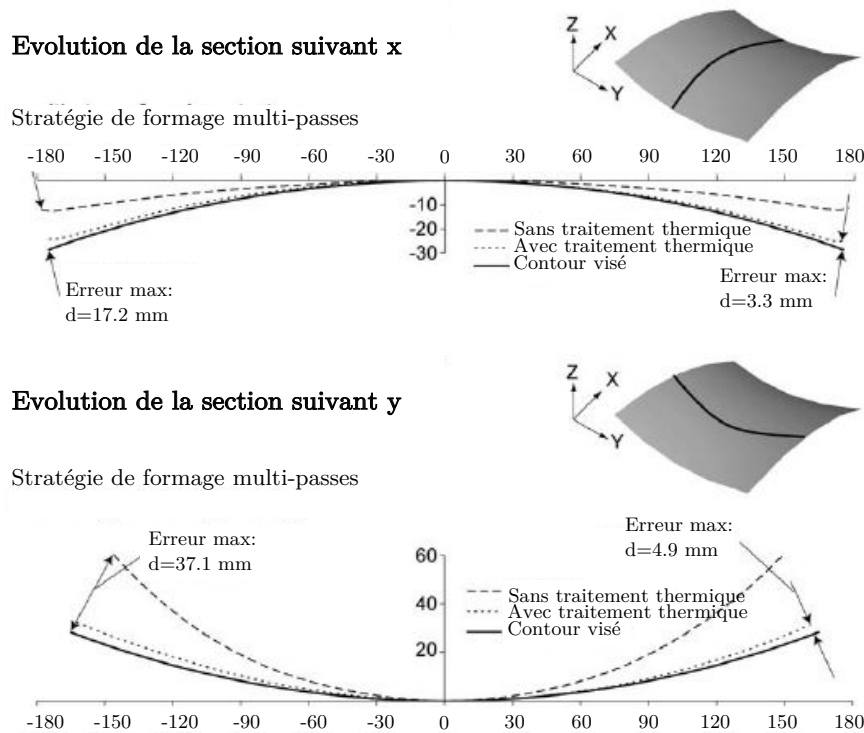 Z
X
Y
Evolution de la section suivant x
Stratégie de formage multi-passes
-180 -150 -120 -90 -60 -30 0 30 60 90 120 150 180
-10
-20
-30
Sans traitement thermique
Avec traitement thermique
Contour visé
Erreur max:
d=17.2 mm
Erreur max:
d=3.3 mm
Z
X
Y
Evolution de la section suivant y
Stratégie de formage multi-passes
Erreur max:
d=37.1 mm
Erreur max:
d=4.9 mm
60
40
20
Sans traitement thermique
Avec traitement thermique
Contour visé
-180 -150 -120 -90 -60 -30 0 30 60 90 120 150 180